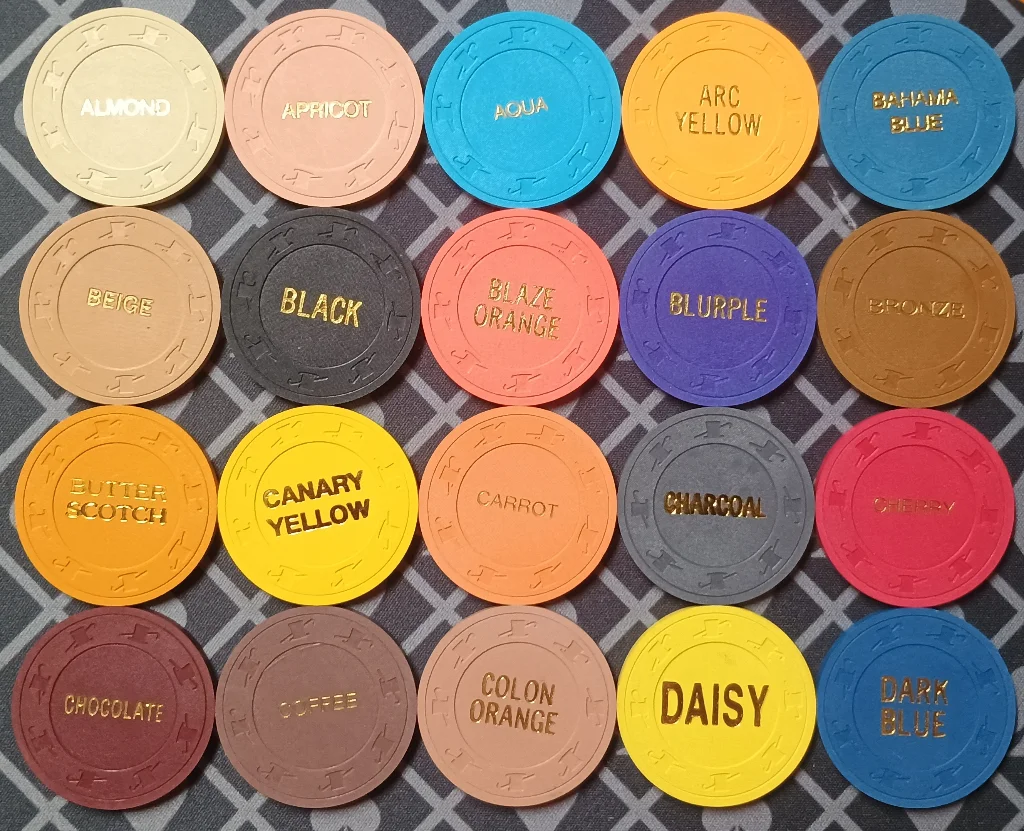 ALMOND
APRICOT
AQUA
ARC
YELLOW
BAHAMA
BLUE
BEIGE
BLACK
BLAZE
ORANGE
BLURPLE
BRONZE
BUTTER
SCOTCH
CANARY
YELLOW
CARROT
CHARCOAL
CHERRY
CHOCOLATE
COFFEE
COLON
ORANGE
DAISY
DARK
BLUE